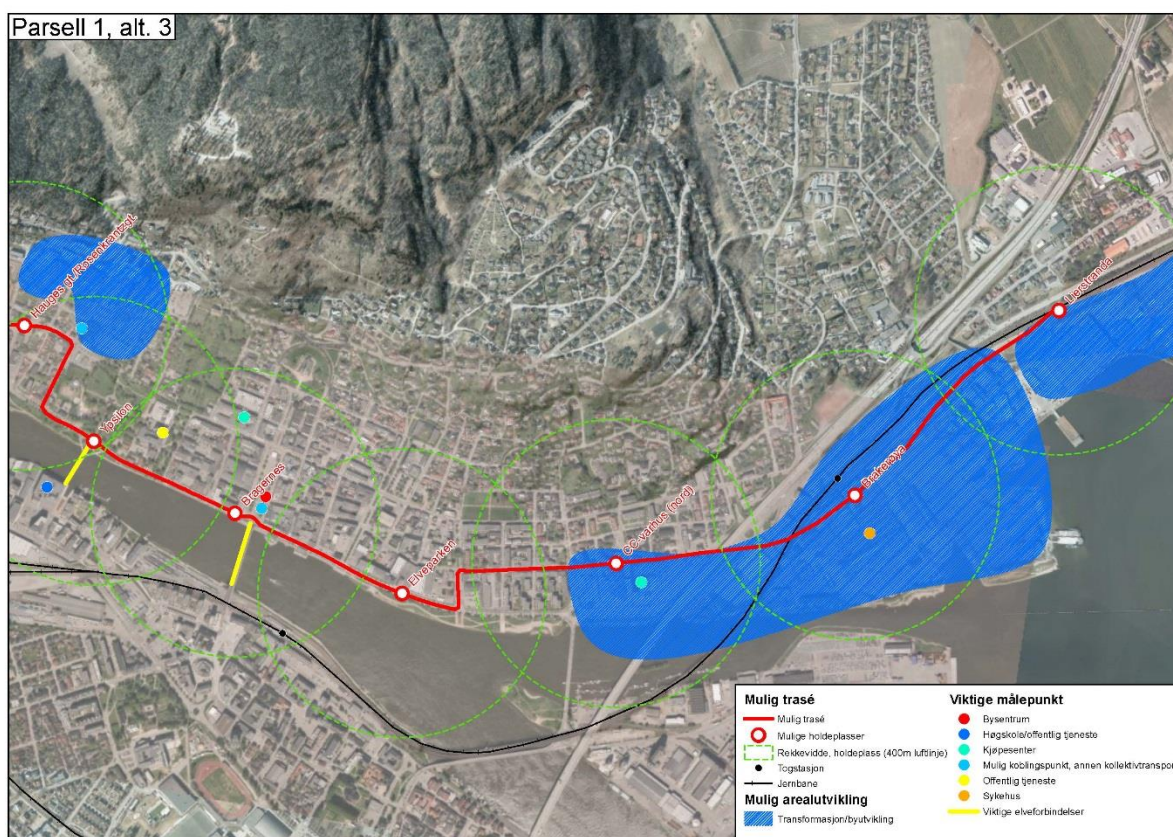 Parsell 1, alt. 3
Hauges gt./Rosenkrantzgt.
Ypsilon
Bragernes
Elveparken
CC varhus (nord)
Brakerøya
Lierstranda
Mulig trasé
Mulig trasé
Mulige holdeplasser
Rekkevidde, holdeplass (400m luftlinje)
Togstasjon
Jernbane
Mulig arealutvikling
Transformasjon/byutvikling
Viktige målepunkt
Bysentrum
Høgskole/offentlig tjeneste
Kjøpesenter
Mulig koblingspunkt, annen kollektivtranspor
Offentlig tjeneste
Sykehus
Viktige elveforbindelser